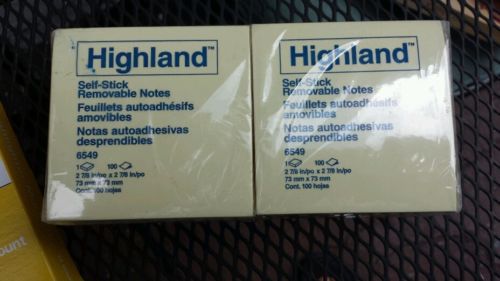 Highland™
Self-Stick
Removable Notes
Feuillets autoadhésifs
amovibles
Notas autoadhesivas
desprendibles
6549
1 100
2 7/8 in/po x 2 7/8 in/po
73 mm x 73 mm
Cont. 100 hojas
Highland™
Self-Stick
Removable Notes
Feuillets autoadhésifs
amovibles
Notas autoadhesivas
desprendibles
6549
1 100
2 7/8 in/po x 2 7/8 in/po
73 mm x 73 mm
Cont. 100 hojas
ount